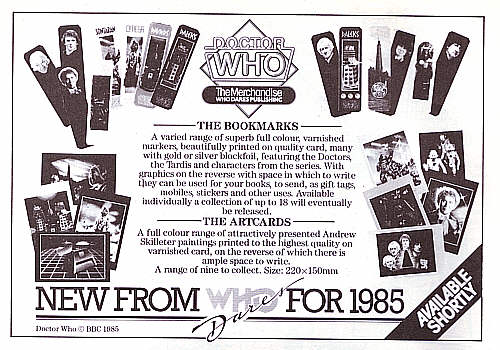 DOCTOR
WHO
The Merchandise
WHO DARES PUBLISHING
THE BOOKMARKS
A varied range of superb full colour, varnished
markers, beautifully printed on quality card, many
with gold or silver blockfoil, featuring the Doctors,
the Tardis and characters from the series. With
graphics on the reverse with space in which to write
they can be used for your books, to send, as gift tags,
mobiles, stickers and other uses. Available
individually a collection of up to 18 will eventually
be released.
THE ARTCARDS
A full colour range of attractively presented Andrew
Skilleter paintings printed to the highest quality on
varnished card, on the reverse of which there is
ample space to write.
A range of nine to collect. Size: 220×150mm
NEW FROM WHO Dares FOR 1985
AVAILABLE
SHORTLY
Doctor Who © BBC 1985